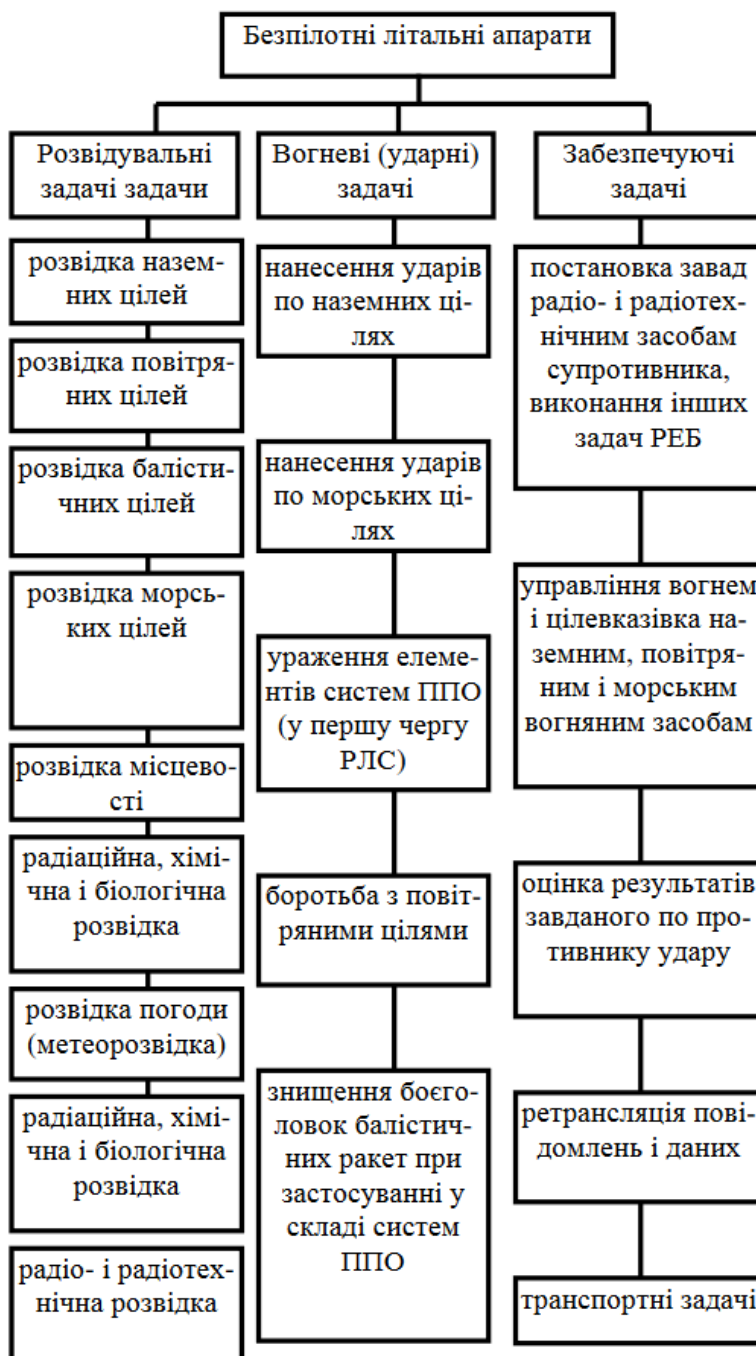 Безпілотні літальні апарати
Розвідувальні
задачі задачи
розвідка назем-
них цілей
розвідка повітря-
них цілей
розвідка балісти-
чних цілей
розвідка морсь-
ких цілей
розвідка місцево-
сті
радіаційна, хімі-
чна і біологічна
розвідка
розвідка погоди
(метеорозвідка)
радіаційна, хімі-
чна і біологічна
розвідка
радіо- і радіотех-
нічна розвідка
Вогневі (ударні)
задачі
нанесення ударів
по наземних ці-
лях
нанесення ударів
по морських ці-
лях
ураження елеме-
нтів систем ППО
(у першу чергу
РЛС)
боротьба з повіт-
ряними цілями
знищення боєго-
ловок балістич-
них ракет при
застосуванні у
складі систем
ППО
Забезпечуючі
задачі
постановка завад
радіо- і радіотех-
нічним засобам
супротивника,
виконання інших
задач РЕБ
управління вогнем
і цілевказівка на-
земним, повітря-
ним і морським
вогняним засобам
оцінка результатів
завданого по про-
тивнику удару
ретрансляція пові-
домлень і даних
транспортні задачі